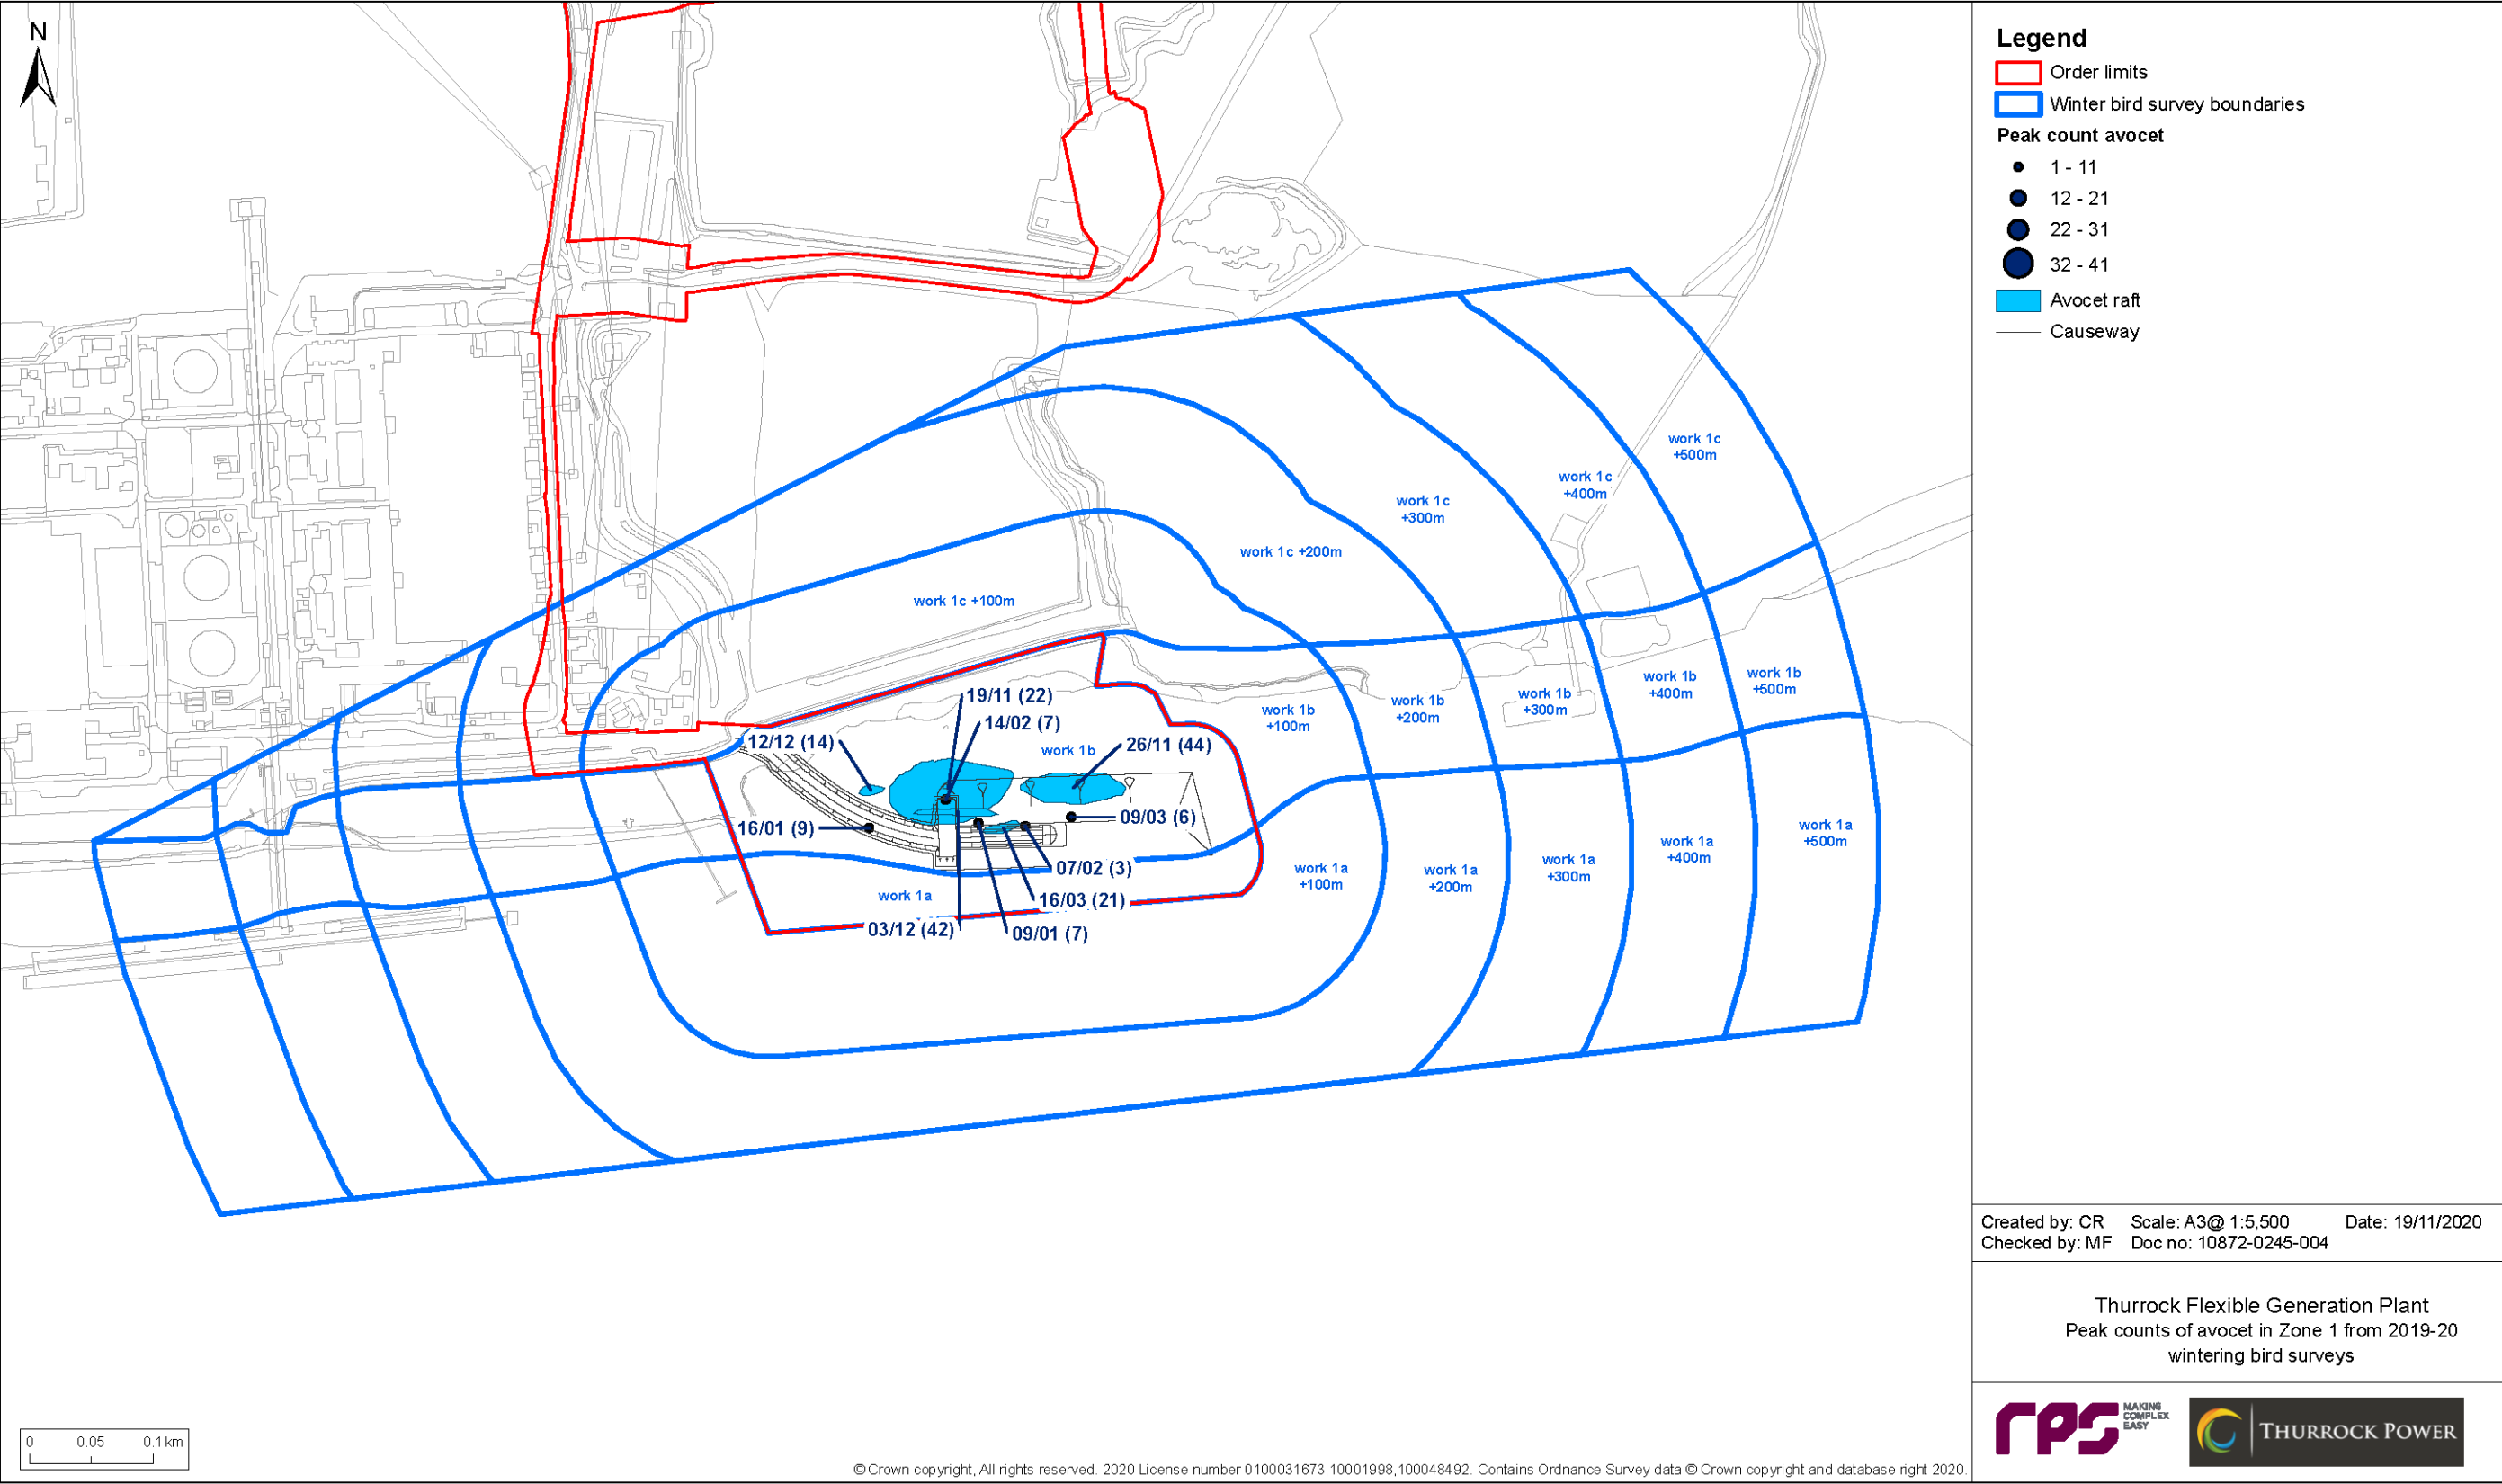 N
Legend
Order limits
Winter bird survey boundaries
Peak count avocet
1 - 11
12 - 21
22 - 31
32 - 41
Avocet raft
Causeway
work 1c
+500m
work 1c
+400m
work 1c
+300m
work 1c +200m
work 1c +100m
work 1b
+500m
work 1b
+400m
work 1b
+300m
work 1b
+200m
work 1b
+100m
work 1b
19/11 (22)
14/02 (7)
12/12 (14)
26/11 (44)
16/01 (9)
09/03 (6)
07/02 (3)
16/03 (21)
03/12 (42)
09/01 (7)
work 1a
work 1a
+100m
work 1a
+200m
work 1a
+300m
work 1a
+400m
work 1a
+500m
Created by: CR Scale: A3@ 1:5,500 Date: 19/11/2020
Checked by: MF Doc no: 10872-0245-004
Thurrock Flexible Generation Plant
Peak counts of avocet in Zone 1 from 2019-20
wintering bird surveys
rps MAKING
COMPLEX
EASY
THURROCK POWER
0 0.05 0.1 km
© Crown copyright, All rights reserved. 2020 License number 0100031673,10001998,100048492. Contains Ordnance Survey data © Crown copyright and database right 2020.